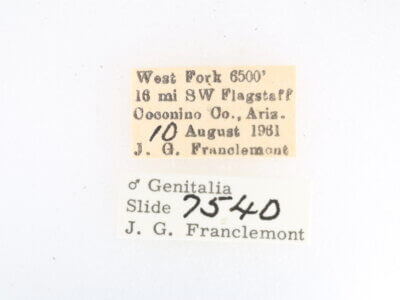 West Fork 6500'
16 mi SW Flagstaff
Coconino Co., Ariz.
10 August 1961
J. G. Franclemont
♂ Genitalia
Slide 7540
J. G. Franclemont